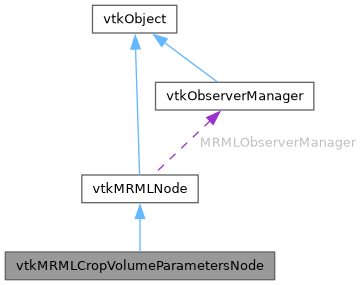 vtkObject
vtkObserverManager
MRMLObserverManager
vtkMRMLNode
vtkMRMLCropVolumeParametersNode